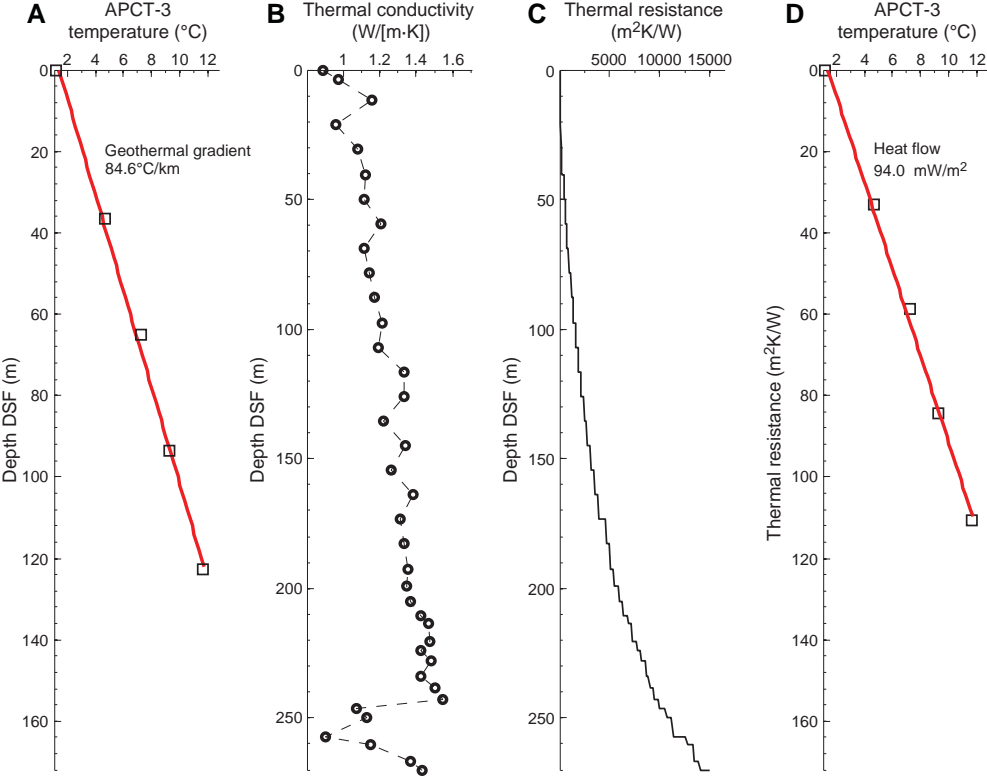 A
APCT-3
temperature (°C)
2 4 6 8 10 12
0
20
40
60
80
100
120
140
160
Depth DSF (m)
Geothermal gradient
84.6°C/km
B
Thermal conductivity
(W/[m·K])
1 1.2 1.4 1.6
0
50
100
150
200
250
Depth DSF (m)
C
Thermal resistance
(m²K/W)
5000 10000 15000
0
50
100
150
200
250
Depth DSF (m)
D
APCT-3
temperature (°C)
2 4 6 8 10 12
0
20
40
60
80
100
120
140
160
Thermal resistance (m²K/W)
Heat flow
94.0 mW/m²